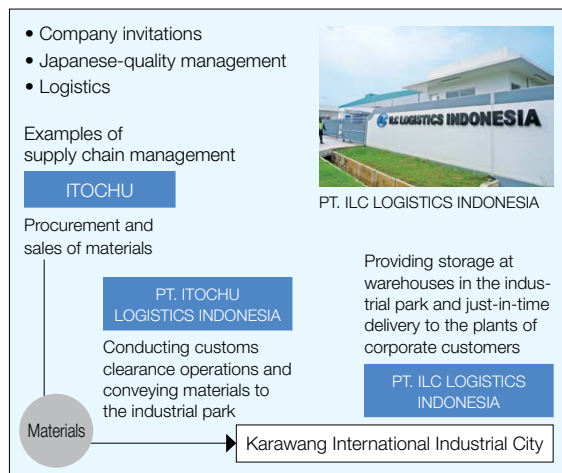 • Company invitations
• Japanese-quality management
• Logistics
Examples of
supply chain management
ITOCHU
Procurement and
sales of materials
ILC LOGISTICS INDONESIA
PT. ILC LOGISTICS INDONESIA
PT. ITOCHU
LOGISTICS INDONESIA
Conducting customs
clearance operations and
conveying materials to
the industrial park
Providing storage at
warehouses in the indus-
trial park and just-in-time
delivery to the plants of
corporate customers
PT. ILC LOGISTICS
INDONESIA
Materials
Karawang International Industrial City